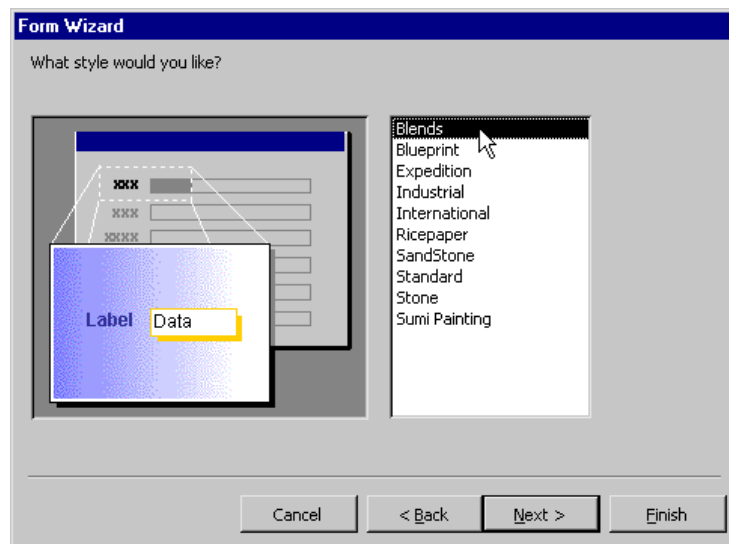 Form Wizard
What style would you like?
xxx
xxx
xxxx
Label Data
Blends
Blueprint
Expedition
Industrial
International
Ricepaper
SandStone
Standard
Stone
Sumi Painting
Cancel < Back Next > Finish